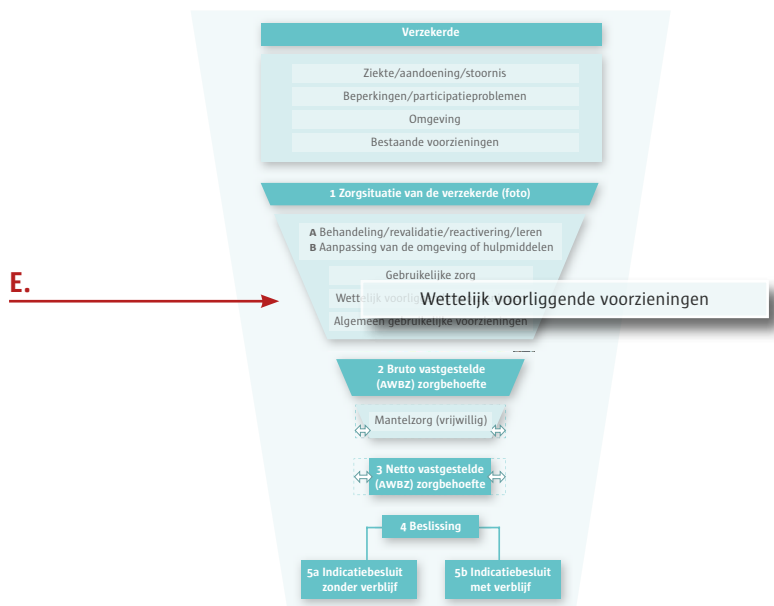 Verzekerde
Ziekte/aandoening/stoornis
Beperkingen/participatieproblemen
Omgeving
Bestaande voorzieningen
1 Zorgsituatie van de verzekerde (foto)
A Behandeling/revalidatie/reactivering/leren
B Aanpassing van de omgeving of hulpmiddelen
Gebruikelijke zorg
E.
Wettelijk voorliggende voorzieningen
Algemeen gebruikelijke voorzieningen
2 Bruto vastgestelde
(AWBZ) zorgbehoefte
Mantelzorg (vrijwillig)
3 Netto vastgestelde
(AWBZ) zorgbehoefte
4 Beslissing
5a Indicatiebesluit
zonder verblijf
5b Indicatiebesluit
met verblijf